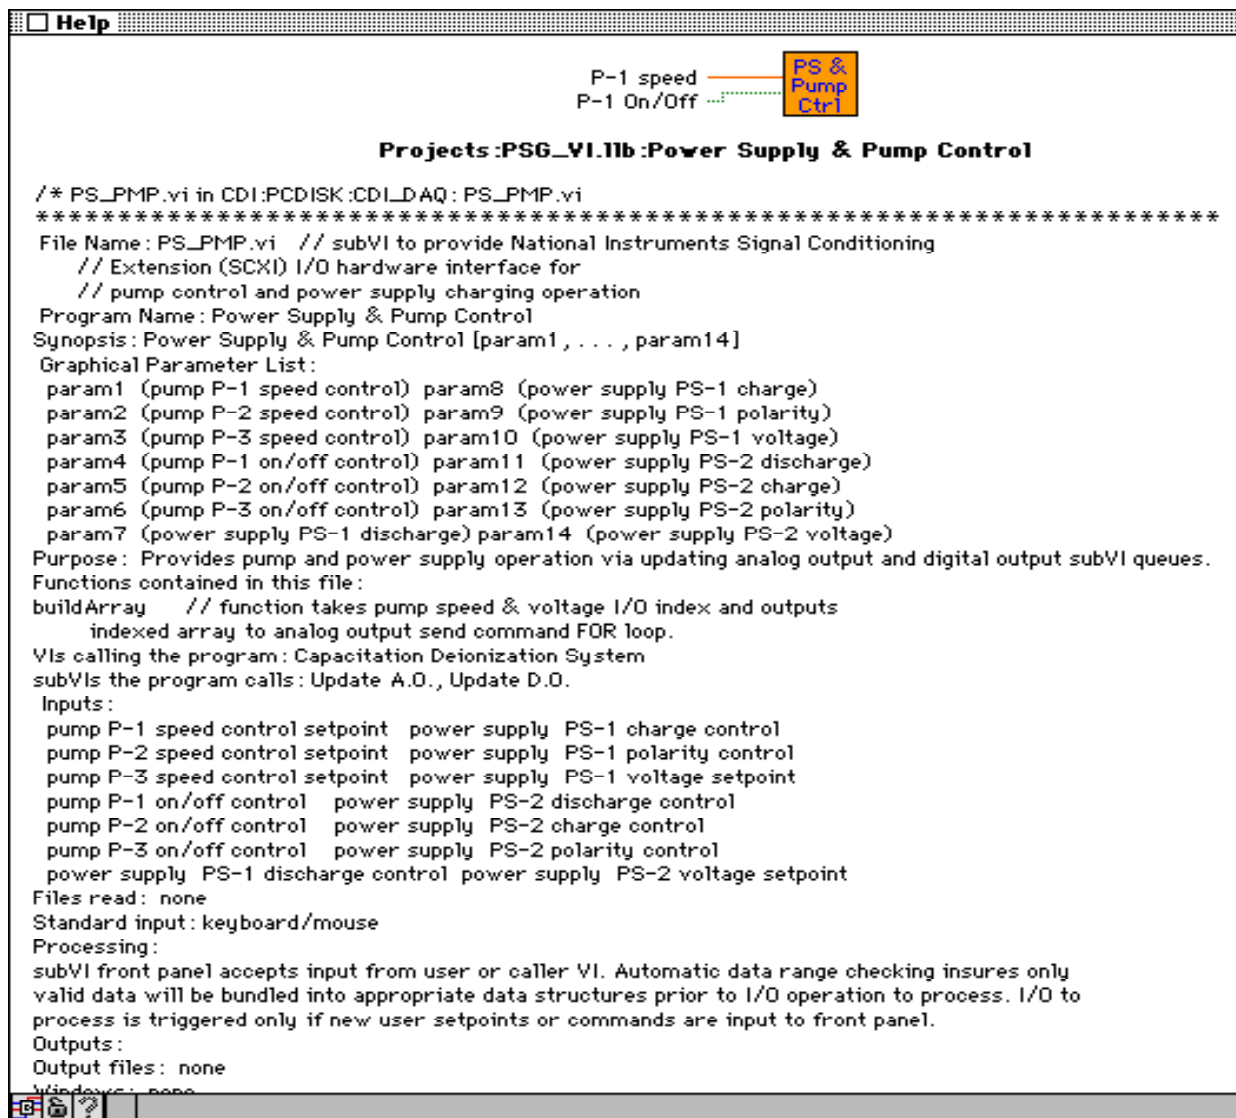 Help
P-1 speed
P-1 On/Off
PS &
Pump
Ctrl
Projects:PSG_VI.llb:Power Supply & Pump Control
/* PS_PMP.vi in CDI:PCDISK:CDI_DAQ: PS_PMP.vi
************************************************************************
File Name: PS_PMP.vi // subVI to provide National Instruments Signal Conditioning
// Extension (SCXI) I/O hardware interface for
// pump control and power supply charging operation
Program Name: Power Supply & Pump Control
Synopsis: Power Supply & Pump Control [param1, . . . , param14]
Graphical Parameter List:
param1 (pump P-1 speed control) param8 (power supply PS-1 charge)
param2 (pump P-2 speed control) param9 (power supply PS-1 polarity)
param3 (pump P-3 speed control) param10 (power supply PS-1 voltage)
param4 (pump P-1 on/off control) param11 (power supply PS-2 discharge)
param5 (pump P-2 on/off control) param12 (power supply PS-2 charge)
param6 (pump P-3 on/off control) param13 (power supply PS-2 polarity)
param7 (power supply PS-1 discharge) param14 (power supply PS-2 voltage)
Purpose: Provides pump and power supply operation via updating analog output and digital output subVI queues.
Functions contained in this file:
buildArray // function takes pump speed & voltage I/O index and outputs
indexed array to analog output send command FOR loop.
VIs calling the program: Capacitation Deionization System
subVIs the program calls: Update A.O., Update D.O.
Inputs:
pump P-1 speed control setpoint power supply PS-1 charge control
pump P-2 speed control setpoint power supply PS-1 polarity control
pump P-3 speed control setpoint power supply PS-1 voltage setpoint
pump P-1 on/off control power supply PS-2 discharge control
pump P-2 on/off control power supply PS-2 charge control
pump P-3 on/off control power supply PS-2 polarity control
power supply PS-1 discharge control power supply PS-2 voltage setpoint
Files read: none
Standard input: keyboard/mouse
Processing:
subVI front panel accepts input from user or caller VI. Automatic data range checking insures only
valid data will be bundled into appropriate data structures prior to I/O operation to process. I/O to
process is triggered only if new user setpoints or commands are input to front panel.
Outputs:
Output files: none
Windows: none
?